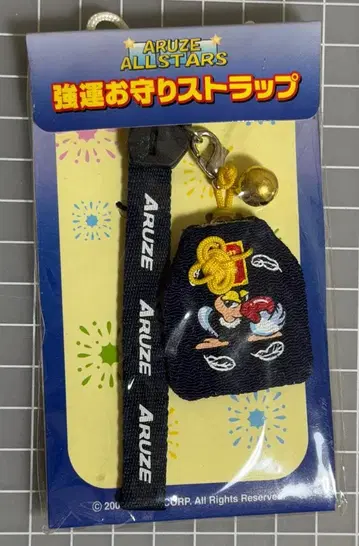 ARUZE
ALLSTARS
強運お守りストラップ
ARUZE
ARUZE
ARUZE
CORP. All Rights Reserved